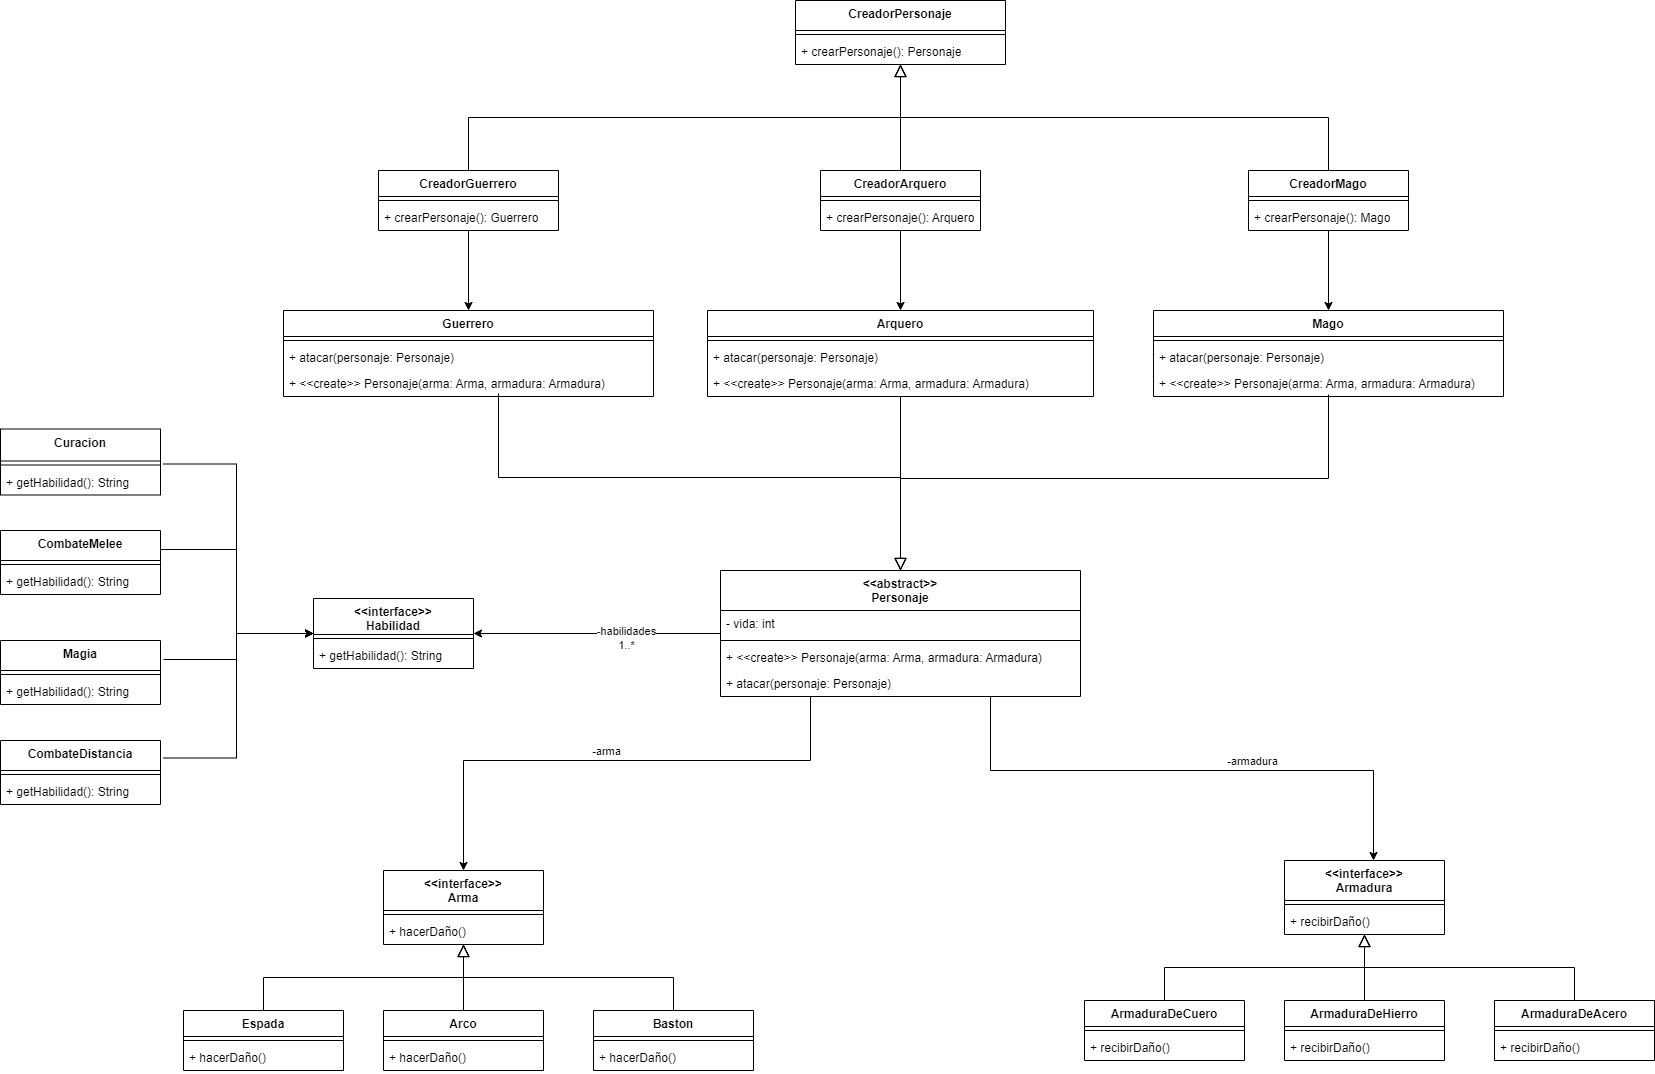 CreadorPersonaje
+ crearPersonaje(): Personaje
CreadorGuerrero
+ crearPersonaje(): Guerrero
CreadorArquero
+ crearPersonaje(): Arquero
CreadorMago
+ crearPersonaje(): Mago
Guerrero
+ atacar(personaje: Personaje)
+ <<create>> Personaje(arma: Arma, armadura: Armadura)
Arquero
+ atacar(personaje: Personaje)
+ <<create>> Personaje(arma: Arma, armadura: Armadura)
Mago
+ atacar(personaje: Personaje)
+ <<create>> Personaje(arma: Arma, armadura: Armadura)
Curacion
+ getHabilidad(): String
CombateMelee
+ getHabilidad(): String
Magia
+ getHabilidad(): String
CombateDistancia
+ getHabilidad(): String
<<interface>>
Habilidad
+ getHabilidad(): String
-habilidades
1..*
<<abstract>>
Personaje
- vida: int
+ <<create>> Personaje(arma: Arma, armadura: Armadura)
+ atacar(personaje: Personaje)
-arma
-armadura
<<interface>>
Arma
+ hacerDaño()
<<interface>>
Armadura
+ recibirDaño()
Espada
+ hacerDaño()
Arco
+ hacerDaño()
Baston
+ hacerDaño()
ArmaduraDeCuero
+ recibirDaño()
ArmaduraDeHierro
+ recibirDaño()
ArmaduraDeAcero
+ recibirDaño()